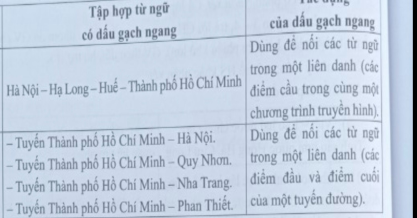 Tập hợp từ ngữ
có dấu gạch ngang
của dấu gạch ngang
Hà Nội – Hạ Long – Huế – Thành phố Hồ Chí Minh
Dùng để nối các từ ngữ
trong một liên danh (các
điểm cầu trong cùng một
chương trình truyền hình).
– Tuyến Thành phố Hồ Chí Minh – Hà Nội.
– Tuyến Thành phố Hồ Chí Minh – Quy Nhơn.
– Tuyến Thành phố Hồ Chí Minh – Nha Trang.
– Tuyến Thành phố Hồ Chí Minh – Phan Thiết.
Dùng để nối các từ ngữ
trong một liên danh (các
điểm đầu và điểm cuối
của một tuyến đường).